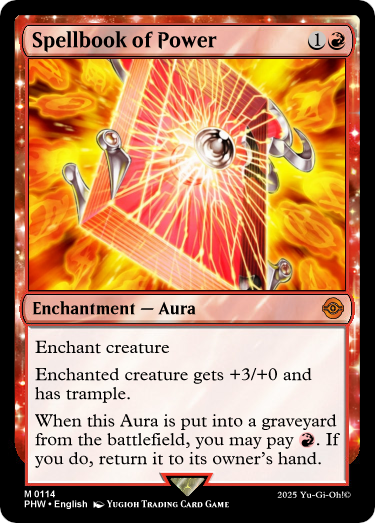 Spellbook of Power 1
Enchantment — Aura
Enchant creature
Enchanted creature gets +3/+0 and
has trample.
When this Aura is put into a graveyard
from the battlefield, you may pay . If
you do, return it to its owner's hand.
M 0114
PHW • English YUGIOH TRADING CARD GAME
2025 Yu-Gi-Oh!©